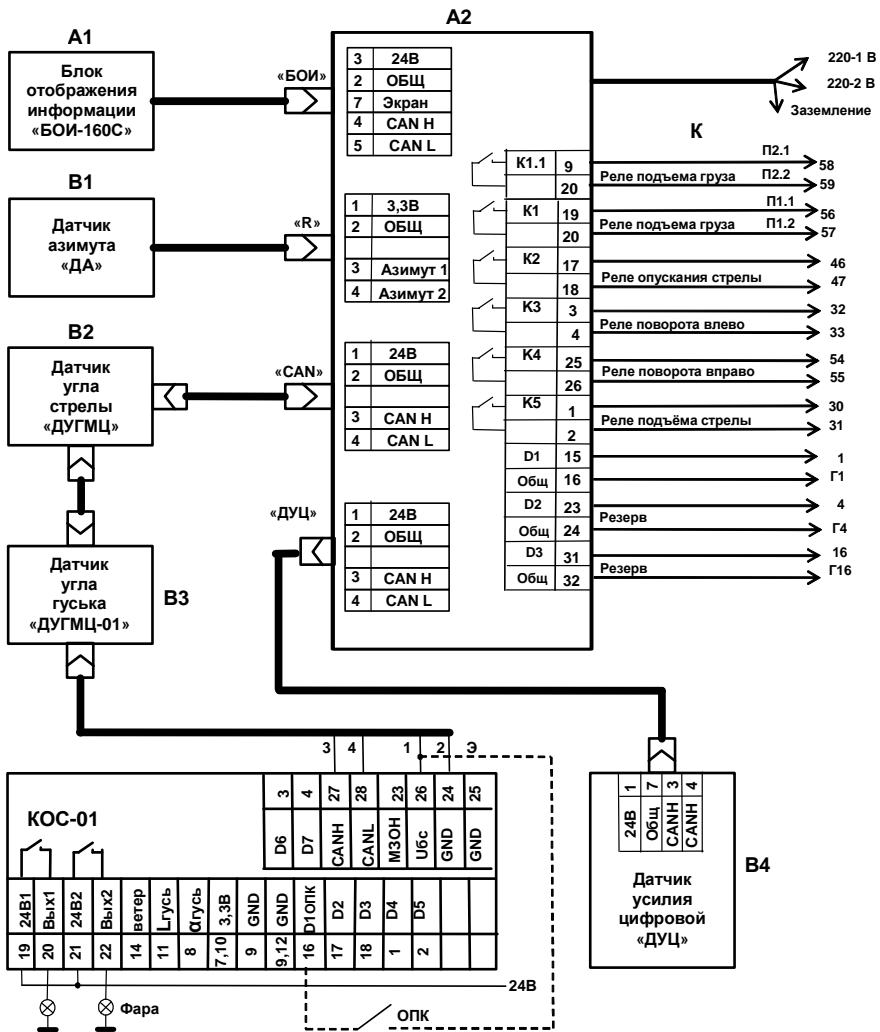 A1
Блок
отображения
информации
«БОИ-160С»
B1
Датчик
азимута
«ДА»
B2
Датчик
угла
стрелы
«ДУГМЦ»
Датчик
угла
гуська
«ДУГМЦ-01»
B3
A2
«БОИ»
3 24В
2 ОБЩ
7 Экран
4 CAN H
5 CAN L
«R»
1 3,3В
2 ОБЩ
3 Азимут 1
4 Азимут 2
«CAN»
1 24В
2 ОБЩ
3 CAN H
4 CAN L
«ДУЦ»
1 24В
2 ОБЩ
3 CAN H
4 CAN L
220-1 В
220-2 В
Заземление
К
К1.1 9 П2.1 58
20 Реле подъема груза П2.2 59
К1 19 П1.1 56
20 Реле подъема груза П1.2 57
К2 17 46
18 Реле опускания стрелы 47
К3 3 32
4 Реле поворота влево 33
К4 25 54
26 Реле поворота вправо 55
К5 1 30
2 Реле подъёма стрелы 31
D1 15 1
Общ 16 Г1
D2 23 4
Общ 24 Резерв Г4
D3 31 16
Общ 32 Резерв Г16
3 4 1 2 Э
КОС-01
3 4 27 28 23 26 24 25
D6 D7 CANH CANL МЗОН Uбс GND GND
24В1 Вых1 24В2 Вых2 ветер Lгусь αгусь 3,3В GND GND D1ОПК D2 D3 D4 D5
19 20 21 22 14 11 8 7,10 9 9,12 16 17 18 1 2
24В
Фара
ОПК
1 7 3 4
24В Общ CANH CANH
Датчик
усилия
цифровой
«ДУЦ»
B4